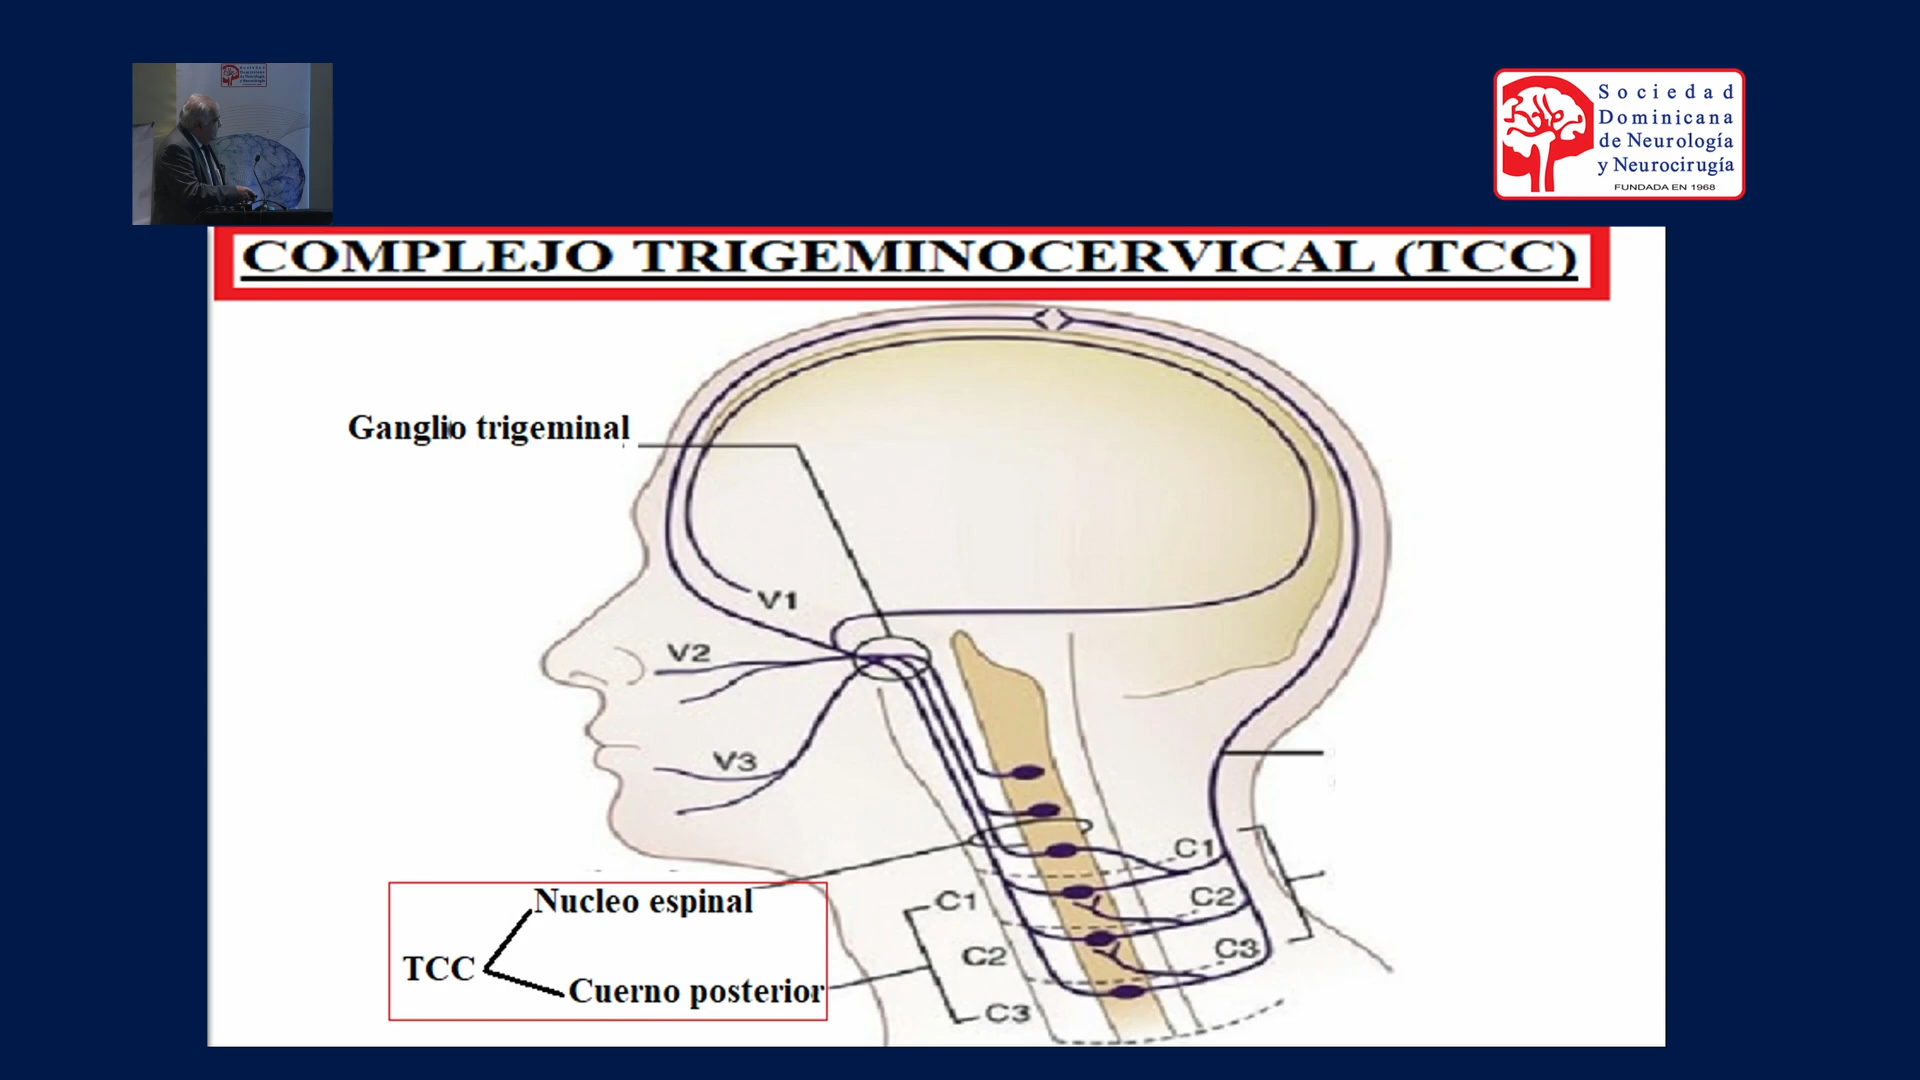 Sociedad
Dominicana
de Neurología
y Neurocirugía
FUNDADA EN 1968
COMPLEJO TRIGEMINOCERVICAL (TCC)
Ganglio trigeminal
V1
V2
V3
C1
C2
C3
Nucleo espinal
TCC
Cuerno posterior
C1
C2
C3